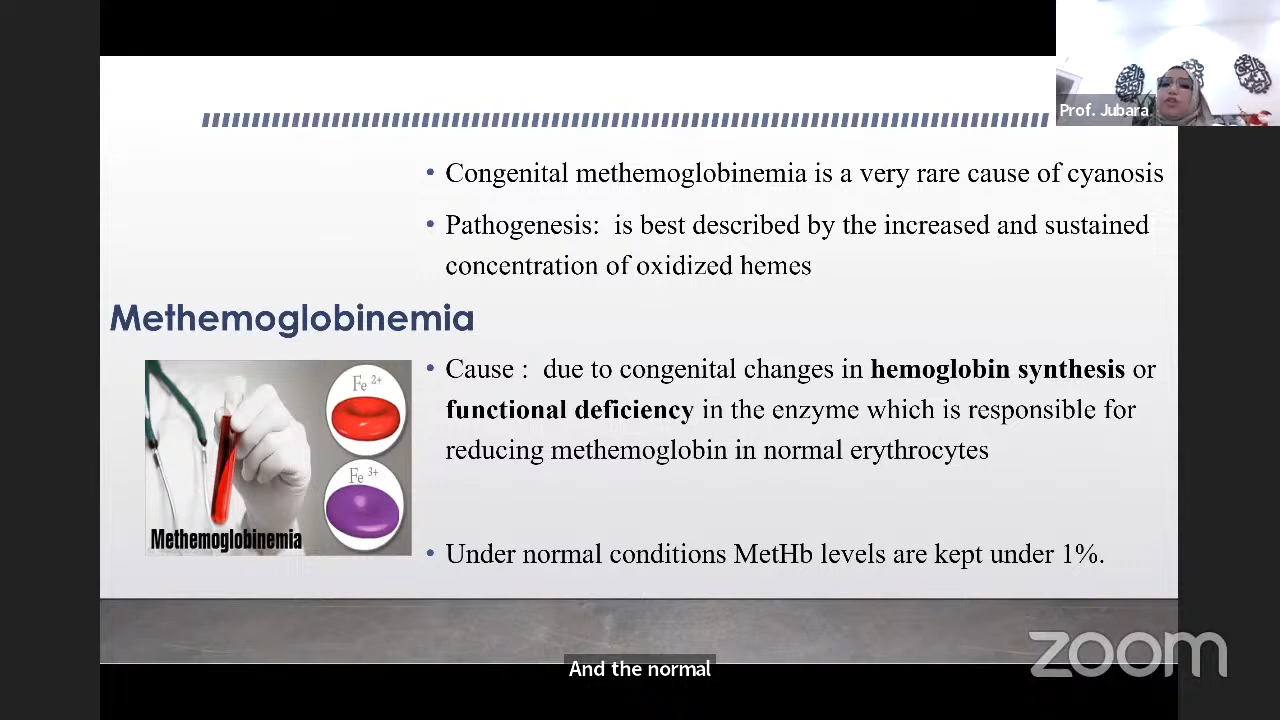 Prof. Jubara
• Congenital methemoglobinemia is a very rare cause of cyanosis
• Pathogenesis: is best described by the increased and sustained
concentration of oxidized hemes
Methemoglobinemia
• Cause : due to congenital changes in hemoglobin synthesis or
functional deficiency in the enzyme which is responsible for
reducing methemoglobin in normal erythrocytes
Fe 2+
Fe 3+
Methemoglobinemia
• Under normal conditions MetHb levels are kept under 1%.
zoom
And the normal